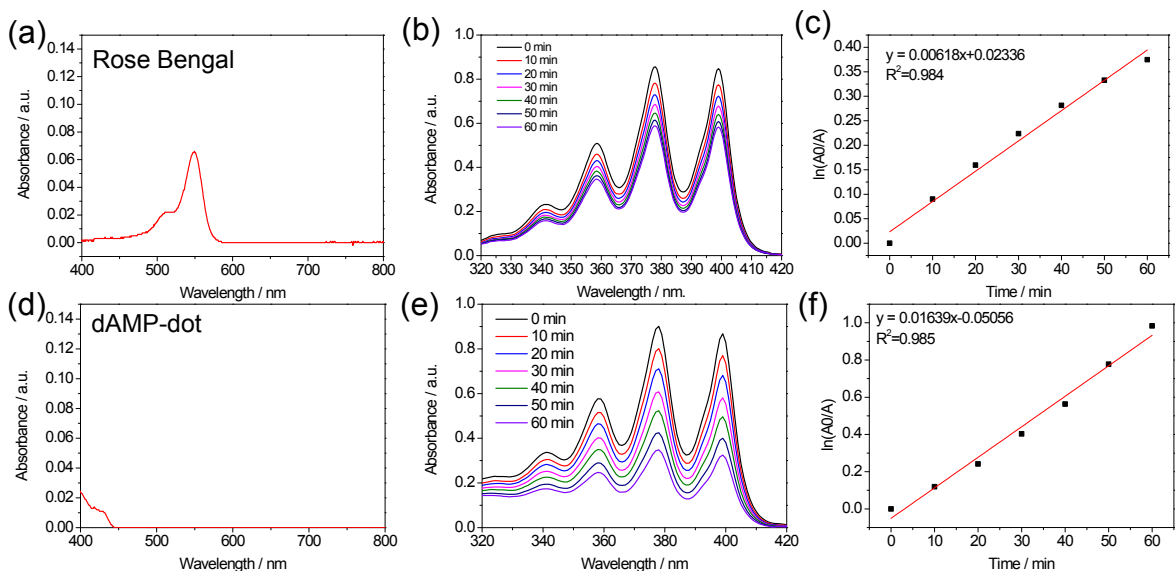 (a)
Rose Bengal
0.14
0.12
0.10
0.08
0.06
0.04
0.02
0.00
Absorbance / a.u.
400 500 600 700 800
Wavelength / nm
(b)
0 min
10 min
20 min
30 min
40 min
50 min
60 min
1.0
0.8
0.6
0.4
0.2
0.0
Absorbance / a.u.
320 330 340 350 360 370 380 390 400 410 420
Wavelength / nm.
(c)
y = 0.00618x+0.02336
R²=0.984
0.40
0.35
0.30
0.25
0.20
0.15
0.10
0.05
0.00
ln(A0/A)
0 10 20 30 40 50 60
Time / min
(d)
dAMP-dot
0.14
0.12
0.10
0.08
0.06
0.04
0.02
0.00
Absorbance / a.u.
400 500 600 700 800
Wavelength / nm
(e)
0 min
10 min
20 min
30 min
40 min
50 min
60 min
1.0
0.8
0.6
0.4
0.2
0.0
Absorbance / a.u.
320 340 360 380 400 420
Wavelength / nm
(f)
y = 0.01639x-0.05056
R²=0.985
1.0
0.8
0.6
0.4
0.2
0.0
ln(A0/A)
0 10 20 30 40 50 60
Time / min